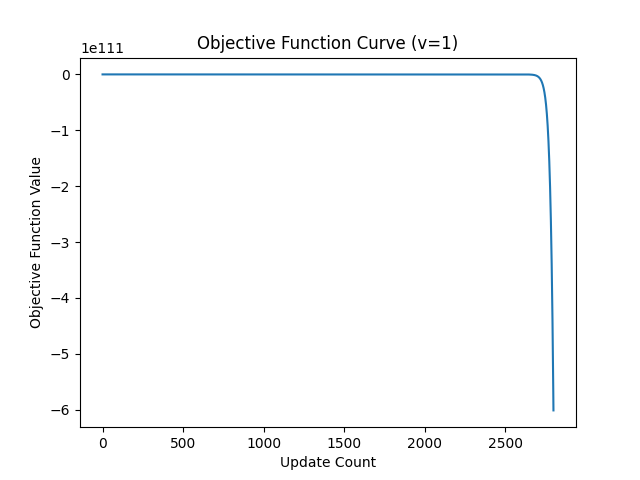 Objective Function Curve (v=1)
1e111
0
−1
−2
−3
−4
−5
−6
Objective Function Value
0 500 1000 1500 2000 2500
Update Count